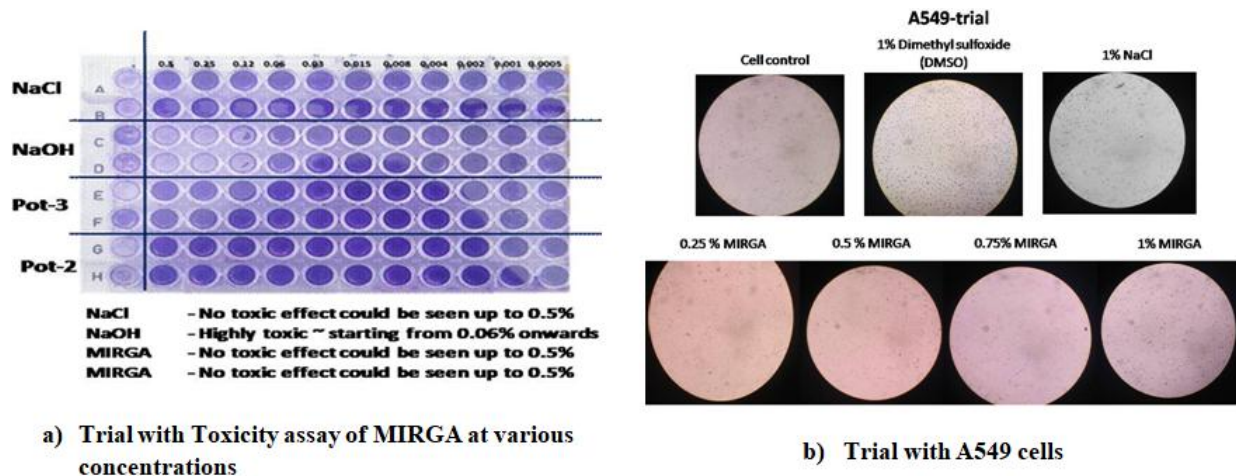 A549-trial
1% Dimethyl sulfoxide
(DMSO)
Cell control
1% NaCl
0.5 0.25 0.12 0.06 0.03 0.015 0.008 0.004 0.002 0.001 0.0005
NaCl
A
B
NaOH
C
D
Pot-3
E
F
Pot-2
G
H
0.25 % MIRGA 0.5 % MIRGA 0.75% MIRGA 1% MIRGA
NaCl - No toxic effect could be seen up to 0.5%
NaOH - Highly toxic ~ starting from 0.06% onwards
MIRGA - No toxic effect could be seen up to 0.5%
MIRGA - No toxic effect could be seen up to 0.5%
a) Trial with Toxicity assay of MIRGA at various
concentrations
b) Trial with A549 cells